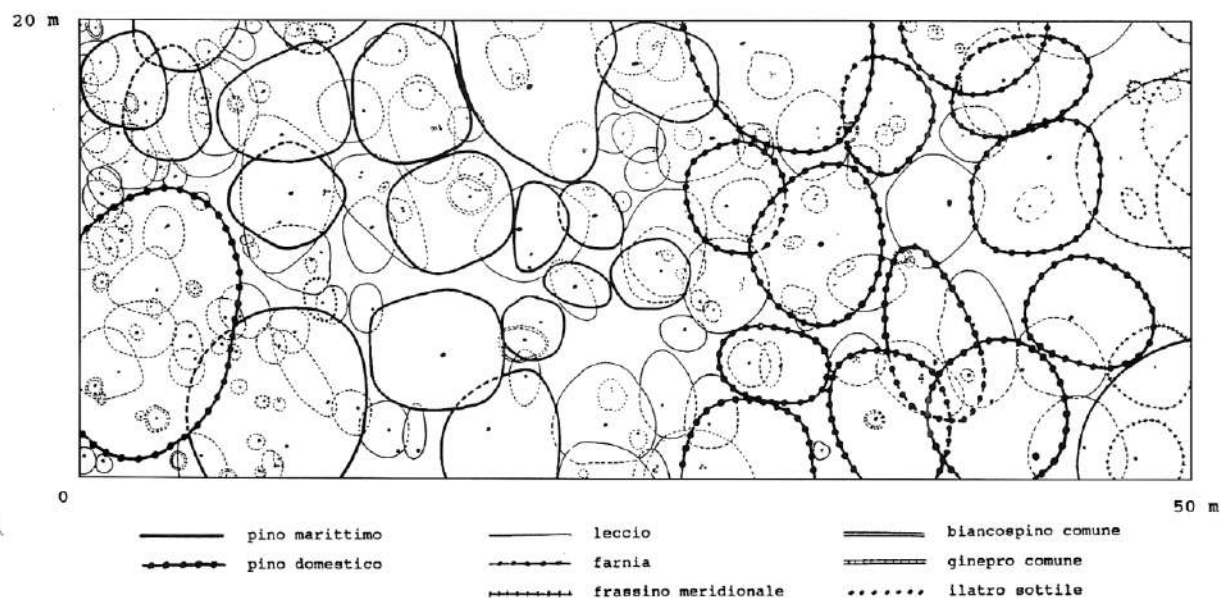 20 m
0
50 m
pino marittimo leccio biancospino comune
pino domestico farnia ginepro comune
frassino meridionale ilatro sottile